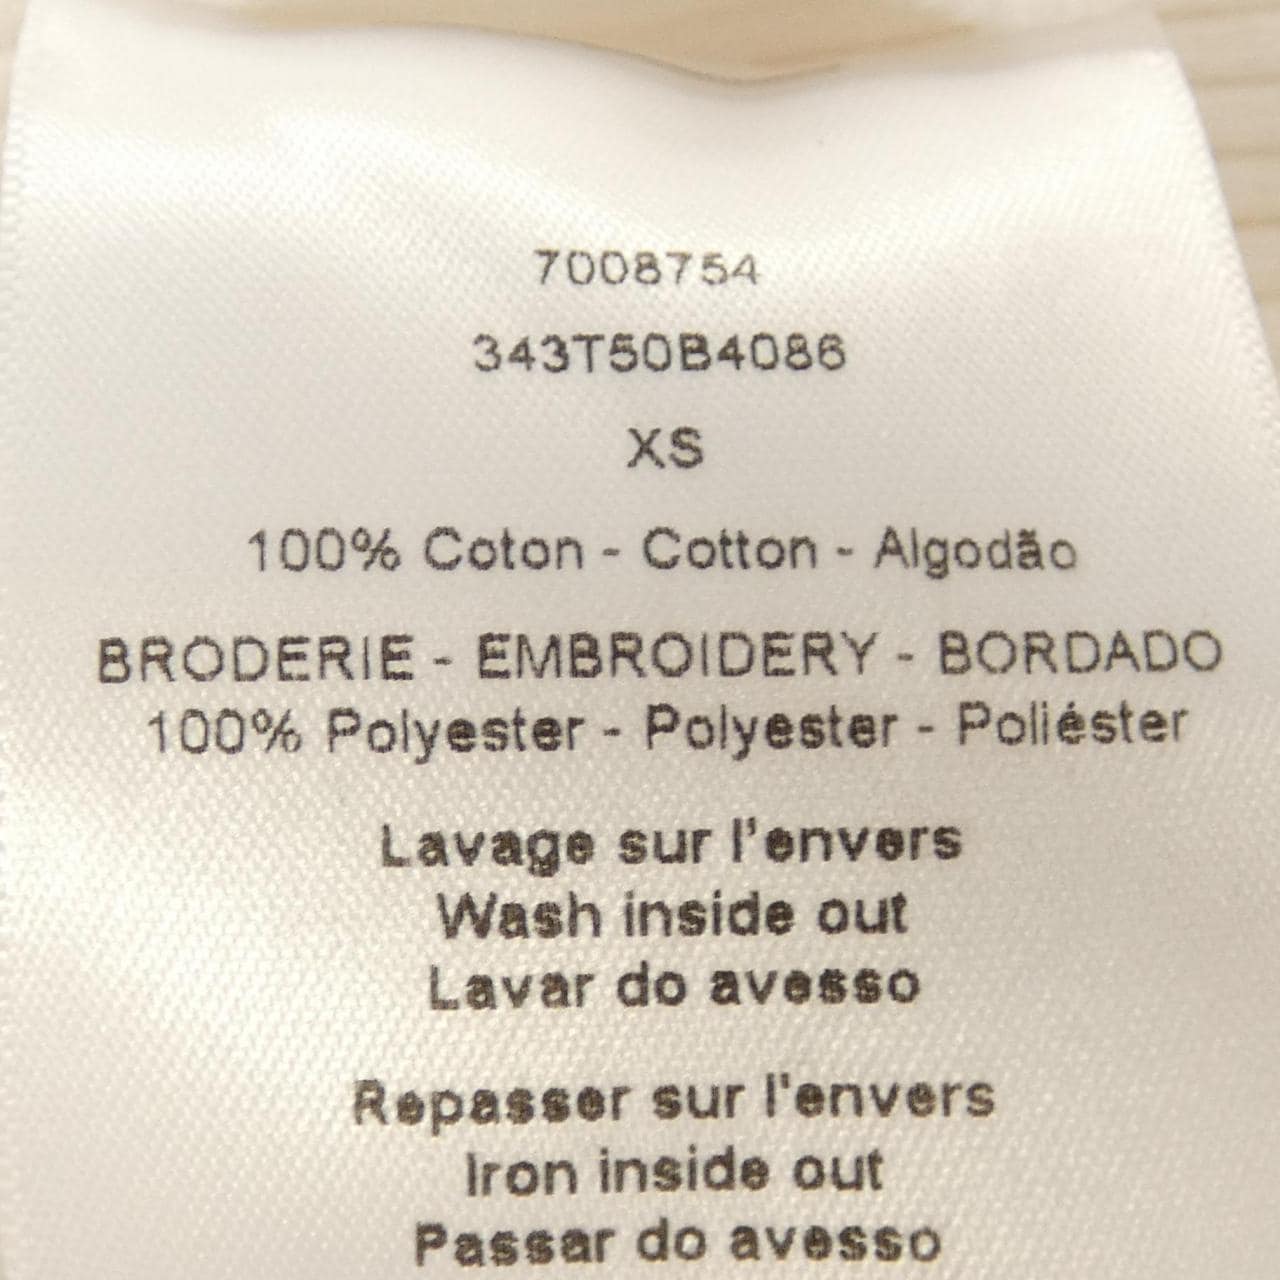 7008754
343T50B4086
XS
100% Coton - Cotton - Algodão
BRODERIE - EMBROIDERY - BORDADO
100% Polyester - Polyester - Poliéster
Lavage sur l'envers
Wash inside out
Lavar do avesso
Repasser sur l'envers
Iron inside out
Passar do avesso